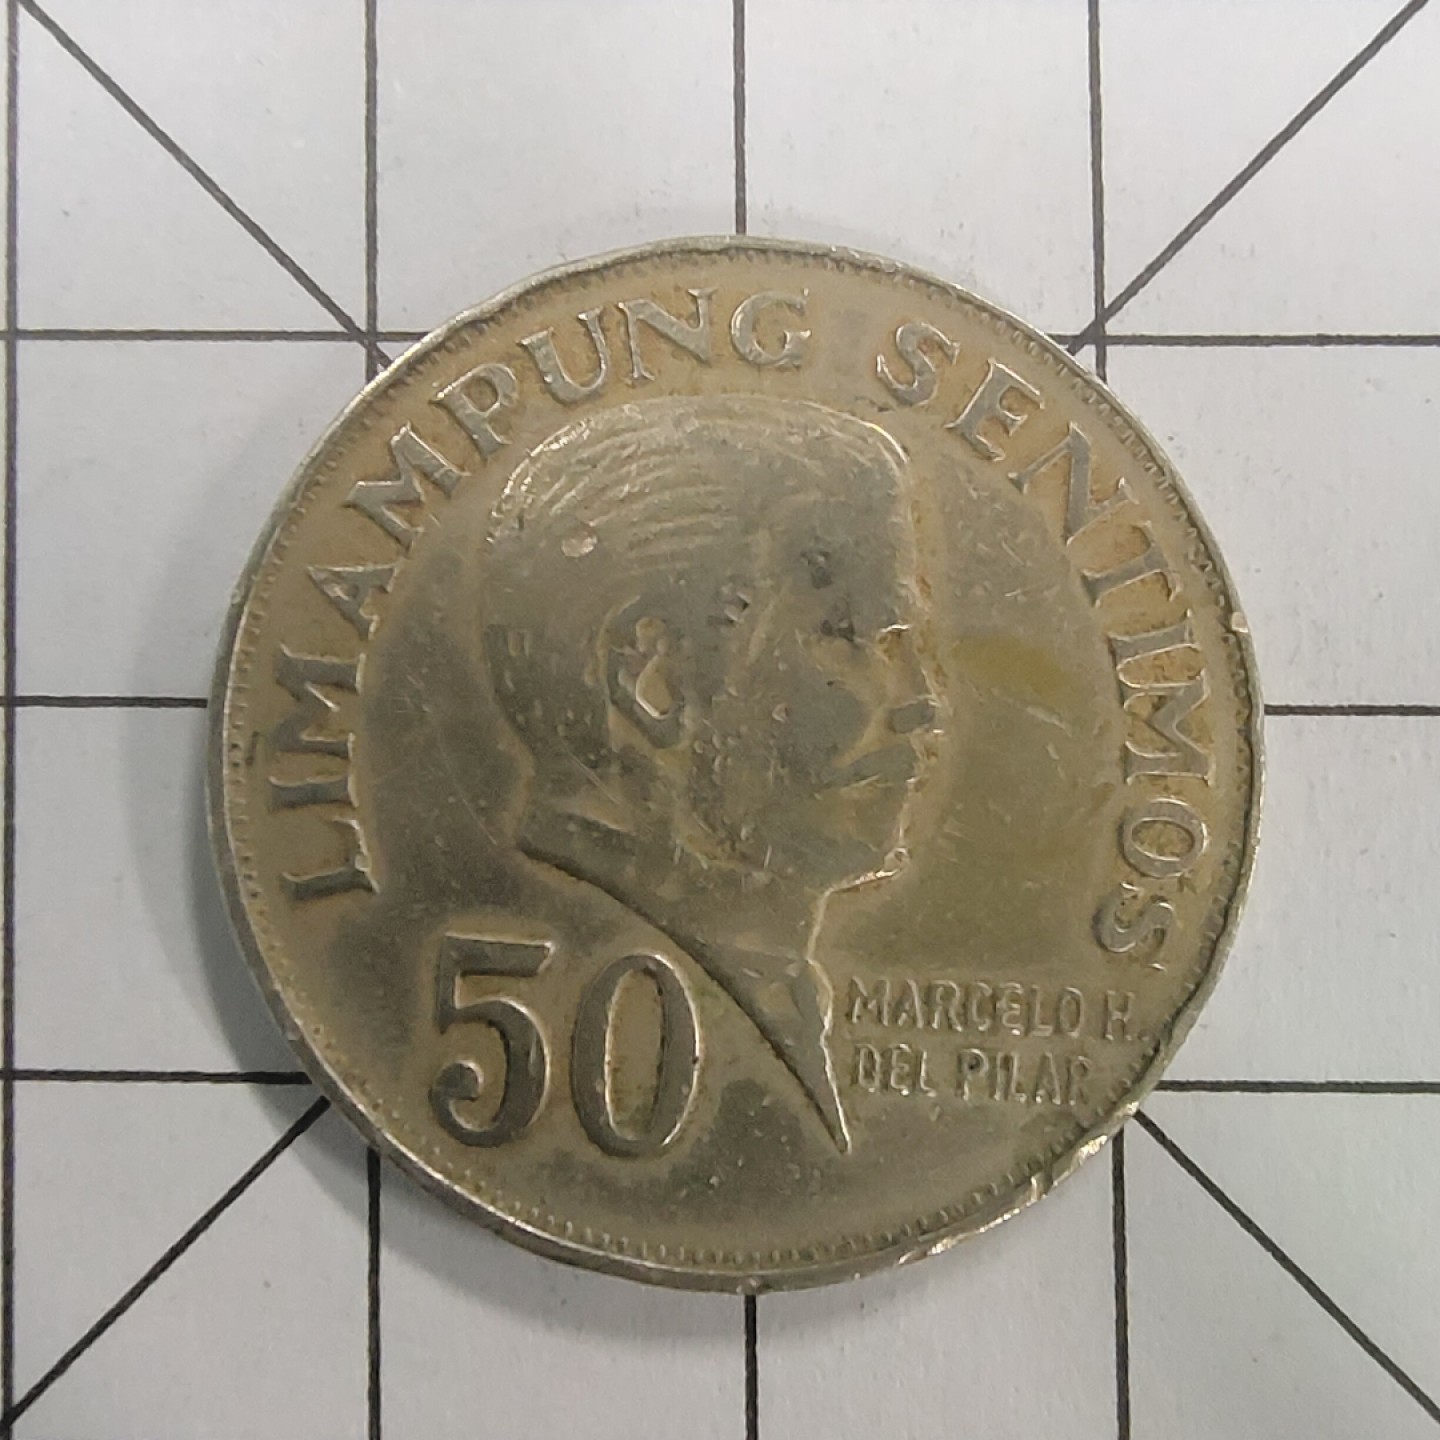 LIMAMPUNG SENTIMOS
50
MARCELO H.
DEL PILAR